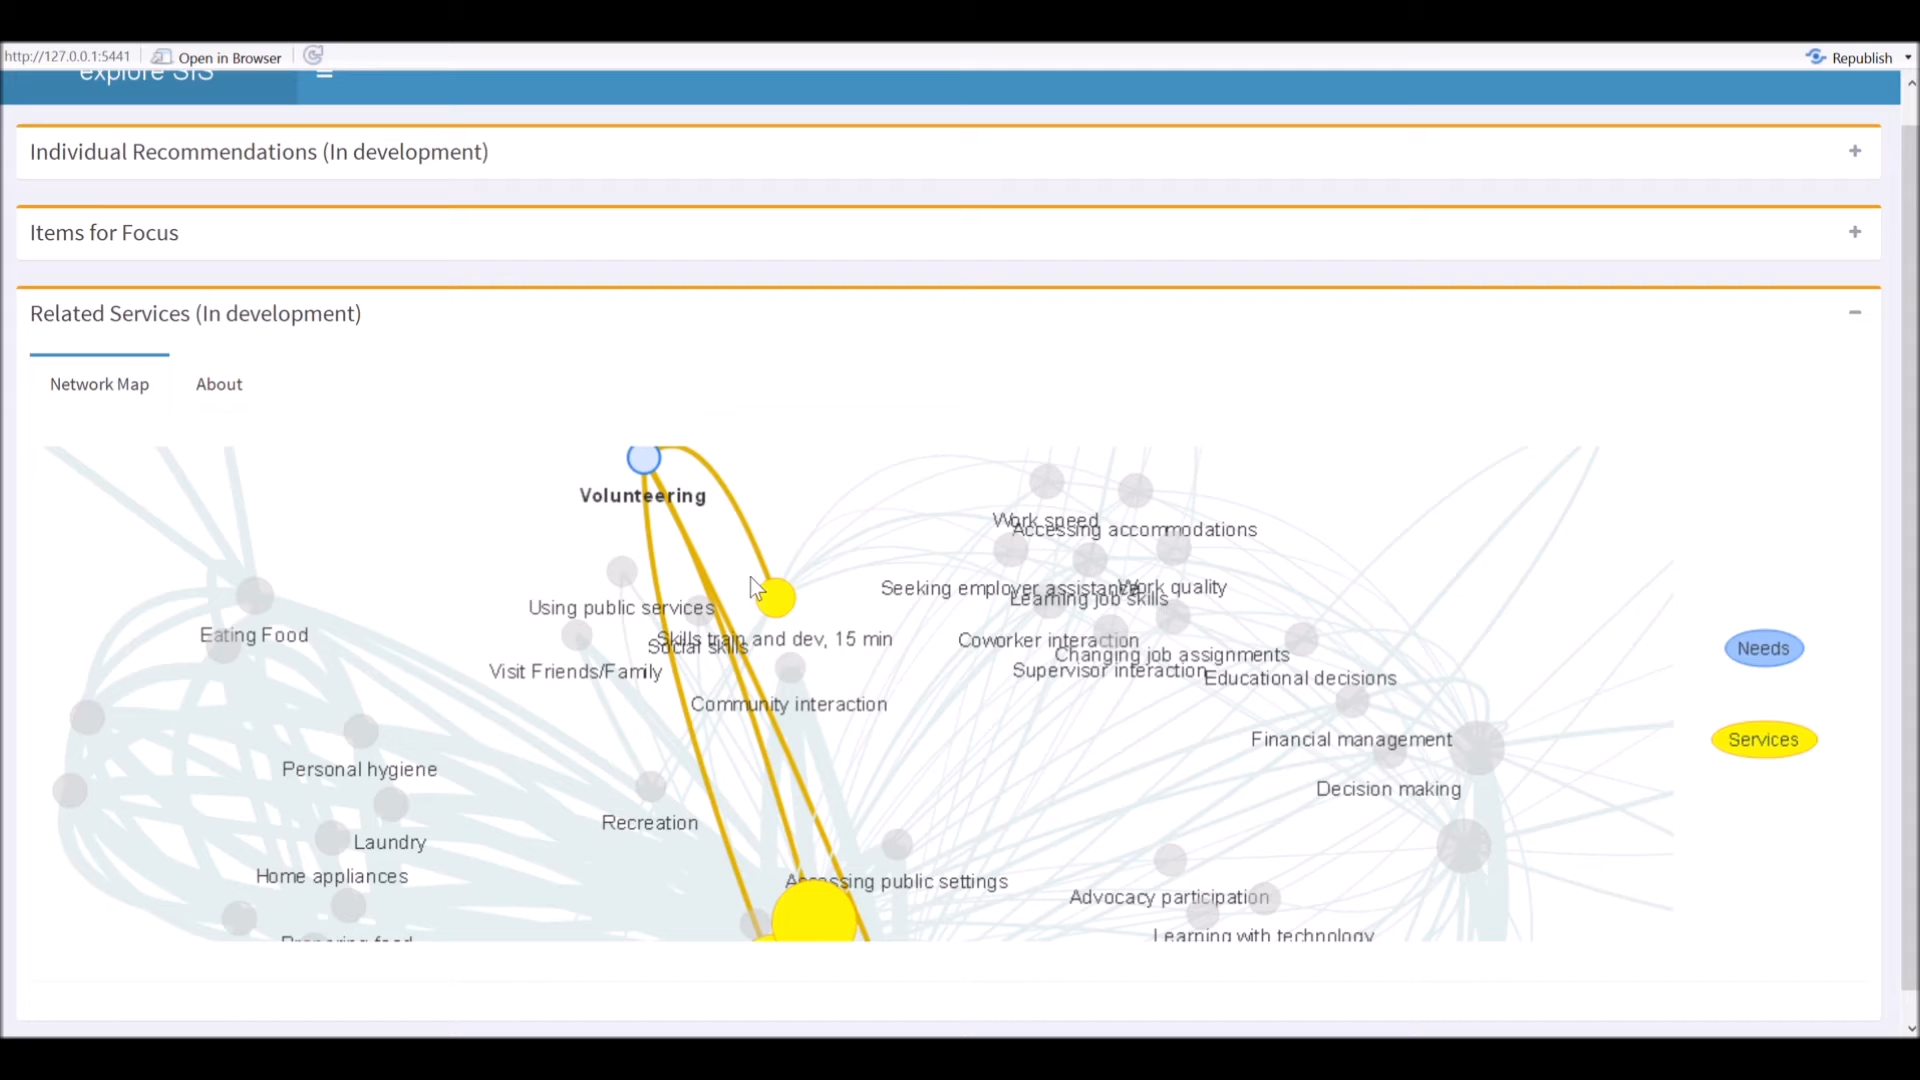 http://127.0.0.1:5441 Open in Browser Republish
explore SIS
Individual Recommendations (In development)
Items for Focus
Related Services (In development)
Network Map About
Volunteering
Work speed
Accessing accommodations
Using public services
Seeking employer assistance
Work quality
Learning job skills
Eating Food
Skills train and dev, 15 min
Social skills
Coworker interaction
Changing job assignments
Needs
Visit Friends/Family
Supervisor interaction
Educational decisions
Community interaction
Financial management
Services
Personal hygiene
Decision making
Recreation
Laundry
Home appliances
Accessing public settings
Advocacy participation
Learning with technology
Preparing food